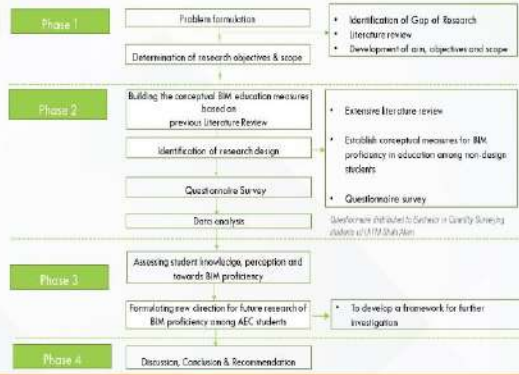 Phase 1
Problem formulation
Determination of research objectives & scope
• Identification of Gap of Research
• Literature review
• Development of aim, objectives and scope
Phase 2
Building the conceptual BIM education measures
based on
previous Literature Review
Identification of research design
Questionnaire Survey
Data analysis
• Extensive literature review
• Establish conceptual measures for BIM
proficiency in education among non-design
students
• Questionnaire survey
Questionnaire distributed to Bachelor in Quantity Surveying
students of UiTM Shah Alam
Phase 3
Assessing student knowledge, perception and
towards BIM proficiency
Formulating new direction for future research of
BIM proficiency among AEC students
• To develop a framework for further
investigation
Phase 4
Discussion, Conclusion & Recommendation